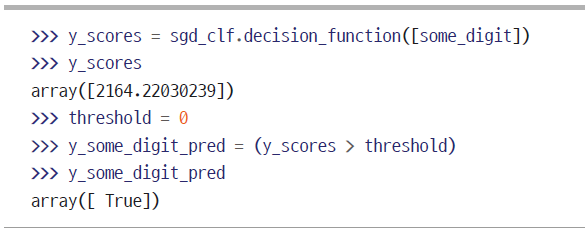 >>> y_scores = sgd_clf.decision_function([some_digit])
>>> y_scores
array([2164.22030239])
>>> threshold = 0
>>> y_some_digit_pred = (y_scores > threshold)
>>> y_some_digit_pred
array([ True])